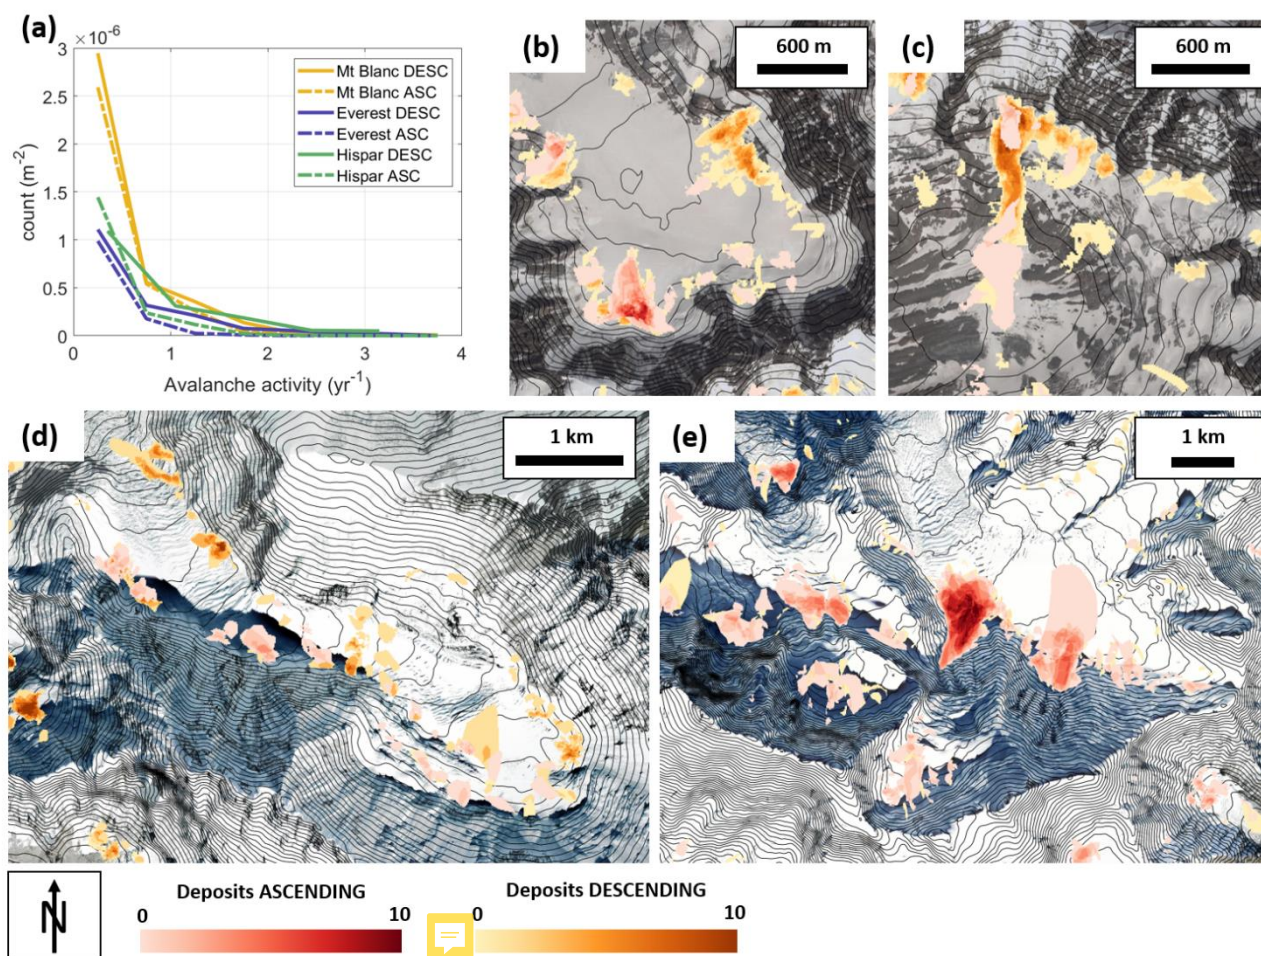 (a)
×10⁻⁶
3
2.5
2
1.5
1
0.5
0
count (m⁻²)
0 1 2 3 4
Avalanche activity (yr⁻¹)
Mt Blanc DESC
Mt Blanc ASC
Everest DESC
Everest ASC
Hispar DESC
Hispar ASC
(b)
600 m
(c)
600 m
(d)
1 km
(e)
1 km
N
Deposits ASCENDING
0 10
Deposits DESCENDING
0 10